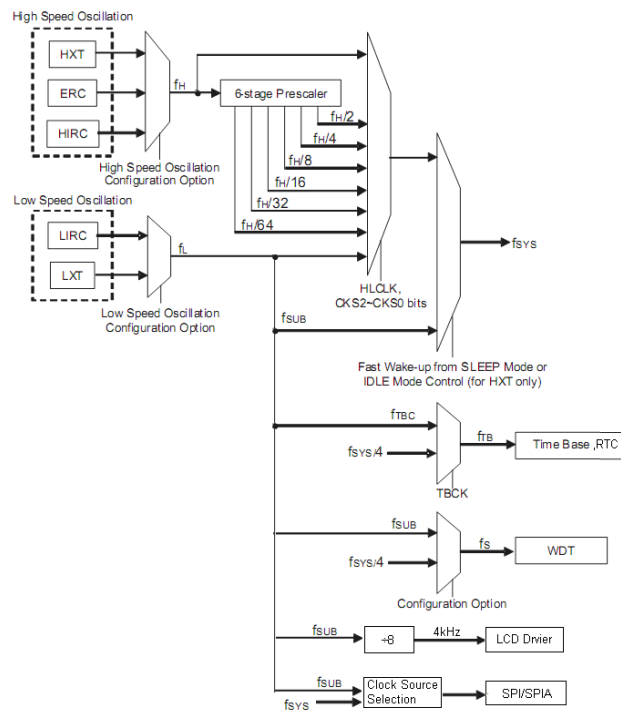 High Speed Oscillation
HXT
ERC
HIRC
fH
6-stage Prescaler
fH/2
fH/4
fH/8
fH/16
fH/32
fH/64
High Speed Oscillation
Configuration Option
Low Speed Oscillation
LIRC
LXT
fL
Low Speed Oscillation
Configuration Option
HLCLK,
CKS2~CKS0 bits
fSYS
fSUB
Fast Wake-up from SLEEP Mode or
IDLE Mode Control (for HXT only)
fTBC
fSYS/4
fTB
Time Base ,RTC
TBCK
fSUB
fSYS/4
fS
WDT
Configuration Option
fSUB
÷8
4kHz
LCD Drvier
fSUB
fSYS
Clock Source
Selection
SPI/SPIA